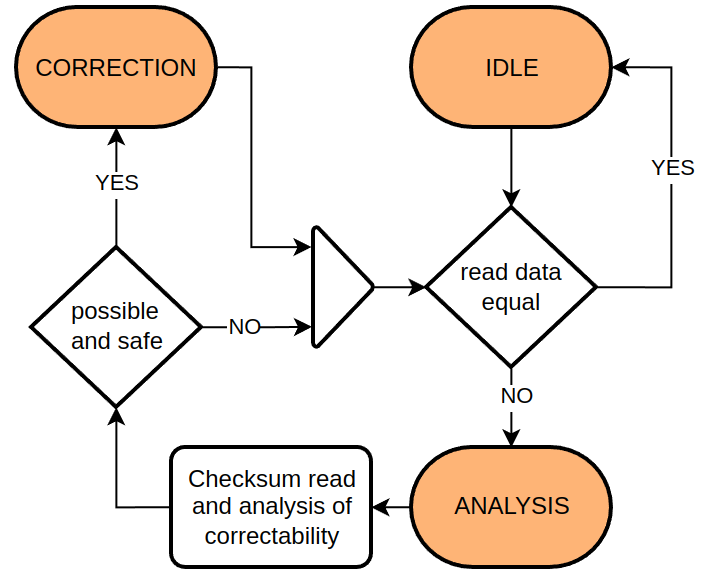 CORRECTION
IDLE
YES
YES
read data
equal
possible
and safe
NO
NO
Checksum read
and analysis of
correctability
ANALYSIS